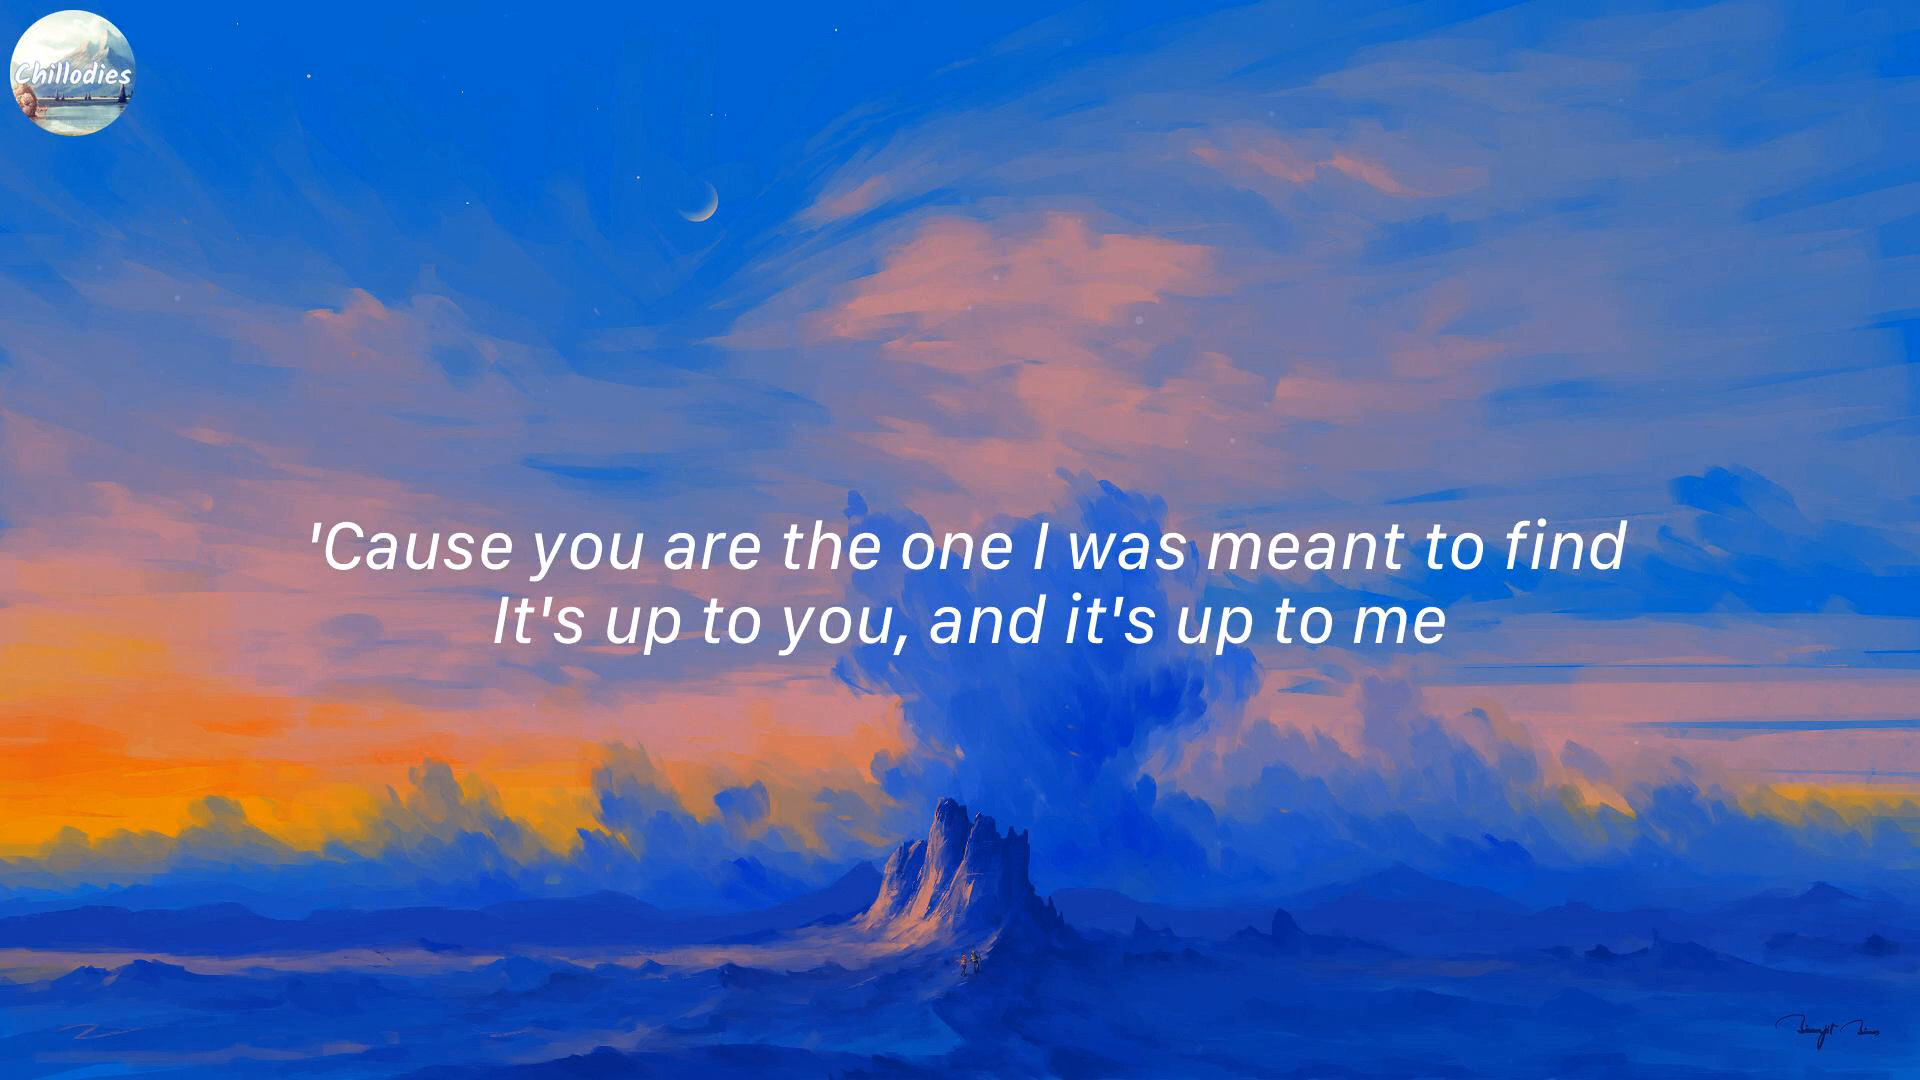 Chillodies
'Cause you are the one I was meant to find
It's up to you, and it's up to me